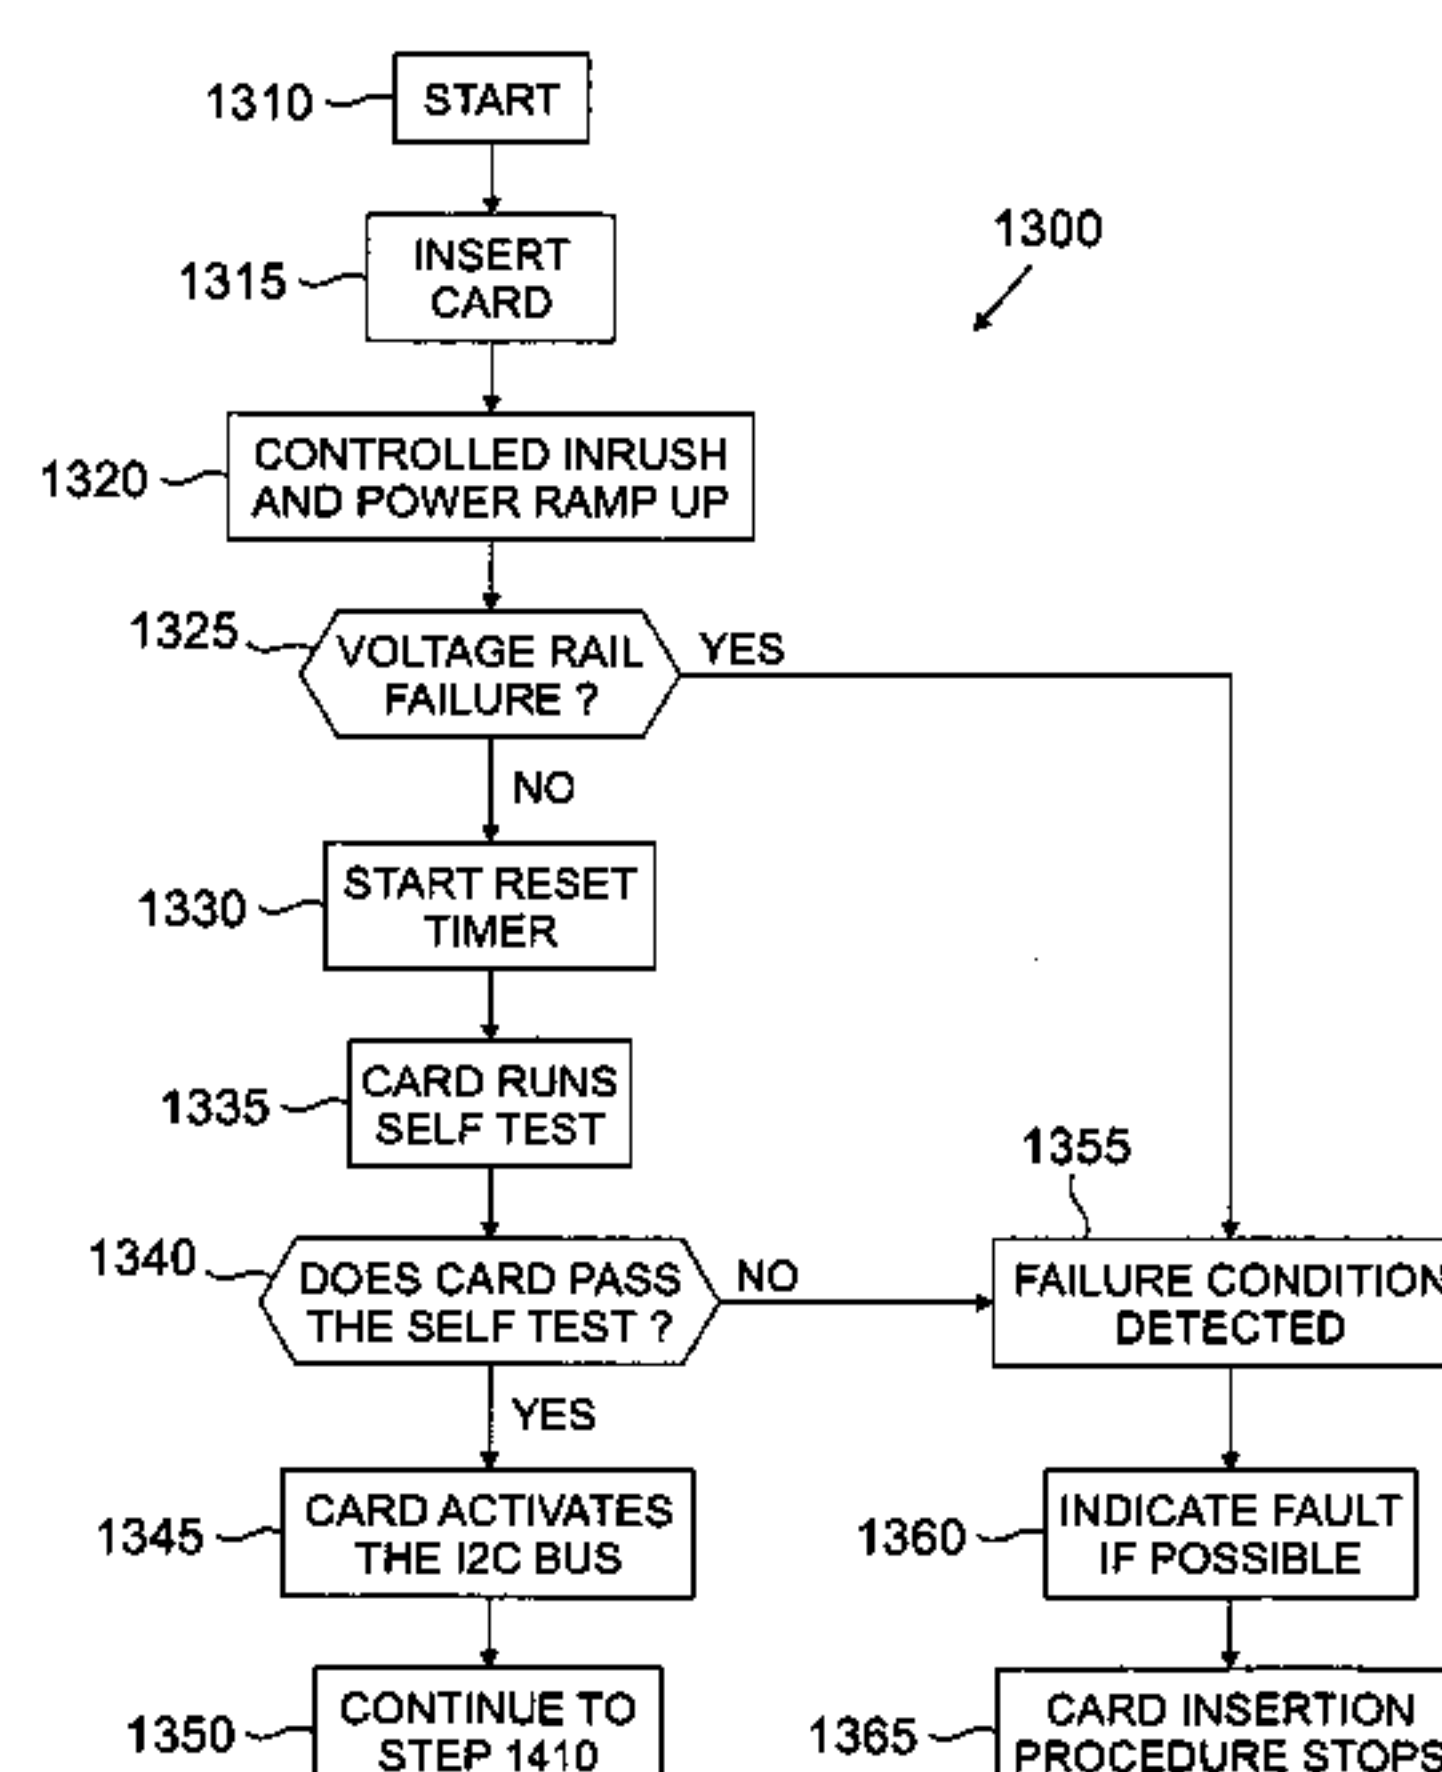 1310
START
1300
1315
INSERT
CARD
1320
CONTROLLED INRUSH
AND POWER RAMP UP
1325
VOLTAGE RAIL
FAILURE ?
YES
NO
1330
START RESET
TIMER
1335
CARD RUNS
SELF TEST
1355
1340
DOES CARD PASS
THE SELF TEST ?
NO
FAILURE CONDITION
DETECTED
YES
1345
CARD ACTIVATES
THE I2C BUS
1360
INDICATE FAULT
IF POSSIBLE
1350
CONTINUE TO
STEP 1410
1365
CARD INSERTION
PROCEDURE STOPS